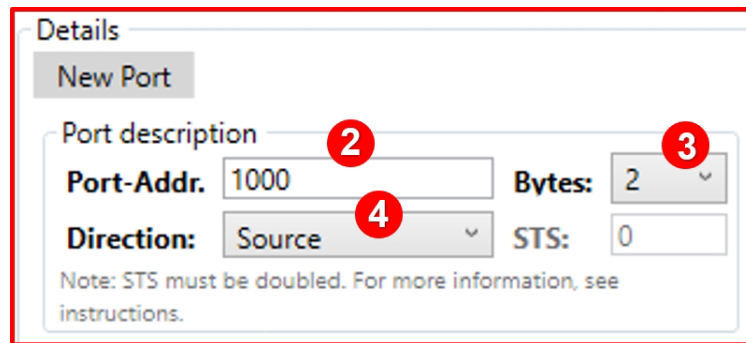 Details
New Port
Port description
2
3
Port-Addr. 1000 Bytes: 2
4
Direction: Source STS: 0
Note: STS must be doubled. For more information, see
instructions.